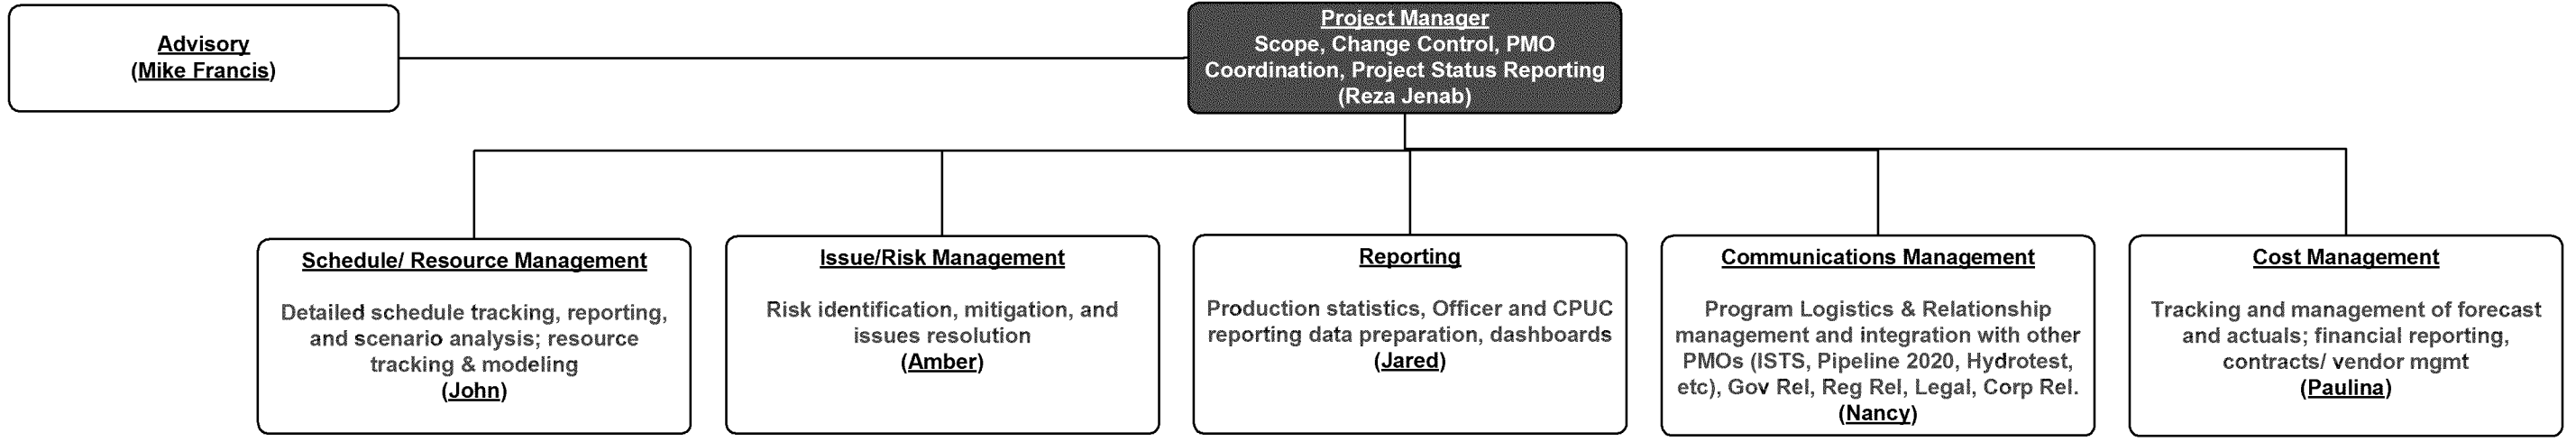 Advisory
(Mike Francis)
Project Manager
Scope, Change Control, PMO
Coordination, Project Status Reporting
(Reza Jenab)
Schedule/ Resource Management
Detailed schedule tracking, reporting,
and scenario analysis; resource
tracking & modeling
(John)
Issue/Risk Management
Risk identification, mitigation, and
issues resolution
(Amber)
Reporting
Production statistics, Officer and CPUC
reporting data preparation, dashboards
(Jared)
Communications Management
Program Logistics & Relationship
management and integration with other
PMOs (ISTS, Pipeline 2020, Hydrotest,
etc), Gov Rel, Reg Rel, Legal, Corp Rel.
(Nancy)
Cost Management
Tracking and management of forecast
and actuals; financial reporting,
contracts/ vendor mgmt
(Paulina)